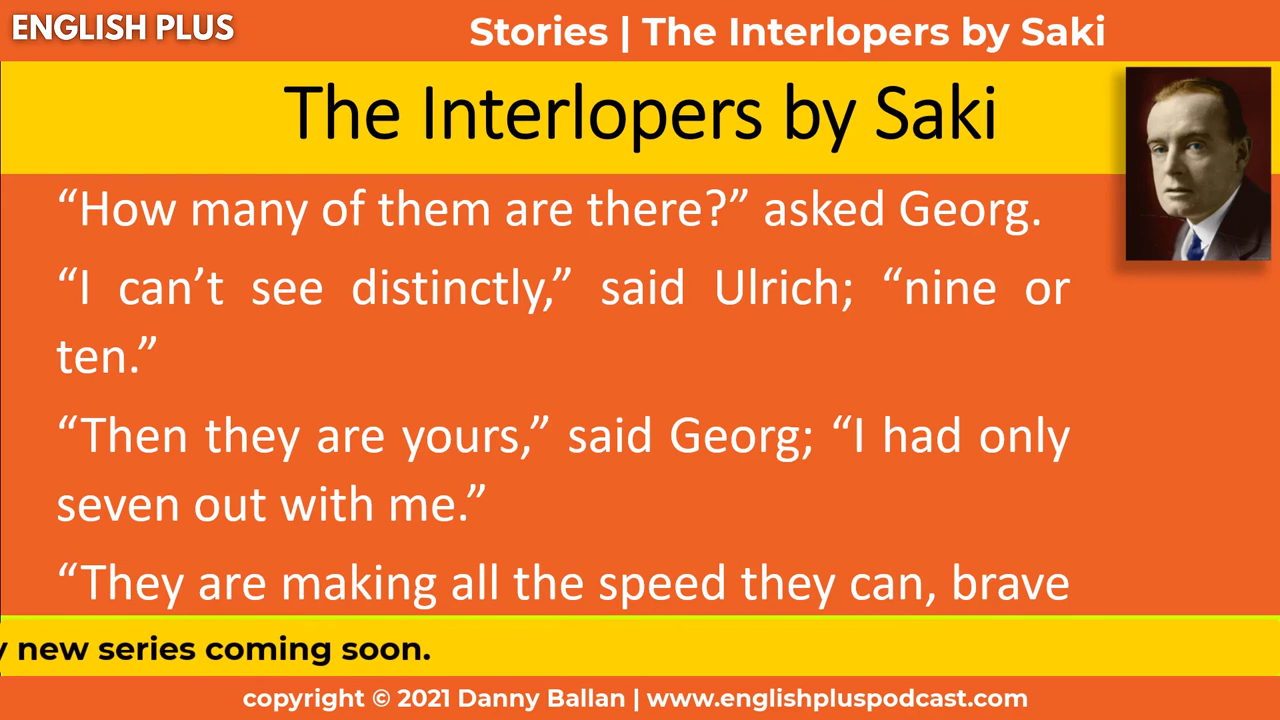 ENGLISH PLUS
Stories | The Interlopers by Saki
The Interlopers by Saki
“How many of them are there?” asked Georg.
“I can’t see distinctly,” said Ulrich; “nine or
ten.”
“Then they are yours,” said Georg; “I had only
seven out with me.”
“They are making all the speed they can, brave
new series coming soon.
copyright © 2021 Danny Ballan | www.englishpluspodcast.com